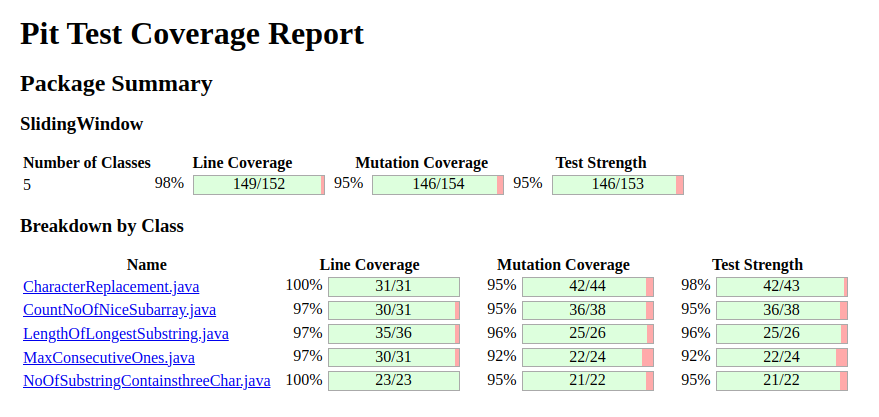 Pit Test Coverage Report
Package Summary
SlidingWindow
Number of Classes Line Coverage Mutation Coverage Test Strength
5 98% 149/152 95% 146/154 95% 146/153
Breakdown by Class
Name Line Coverage Mutation Coverage Test Strength
CharacterReplacement.java 100% 31/31 95% 42/44 98% 42/43
CountNoOfNiceSubarray.java 97% 30/31 95% 36/38 95% 36/38
LengthOfLongestSubstring.java 97% 35/36 96% 25/26 96% 25/26
MaxConsecutiveOnes.java 97% 30/31 92% 22/24 92% 22/24
NoOfSubstringContainsthreeChar.java 100% 23/23 95% 21/22 95% 21/22